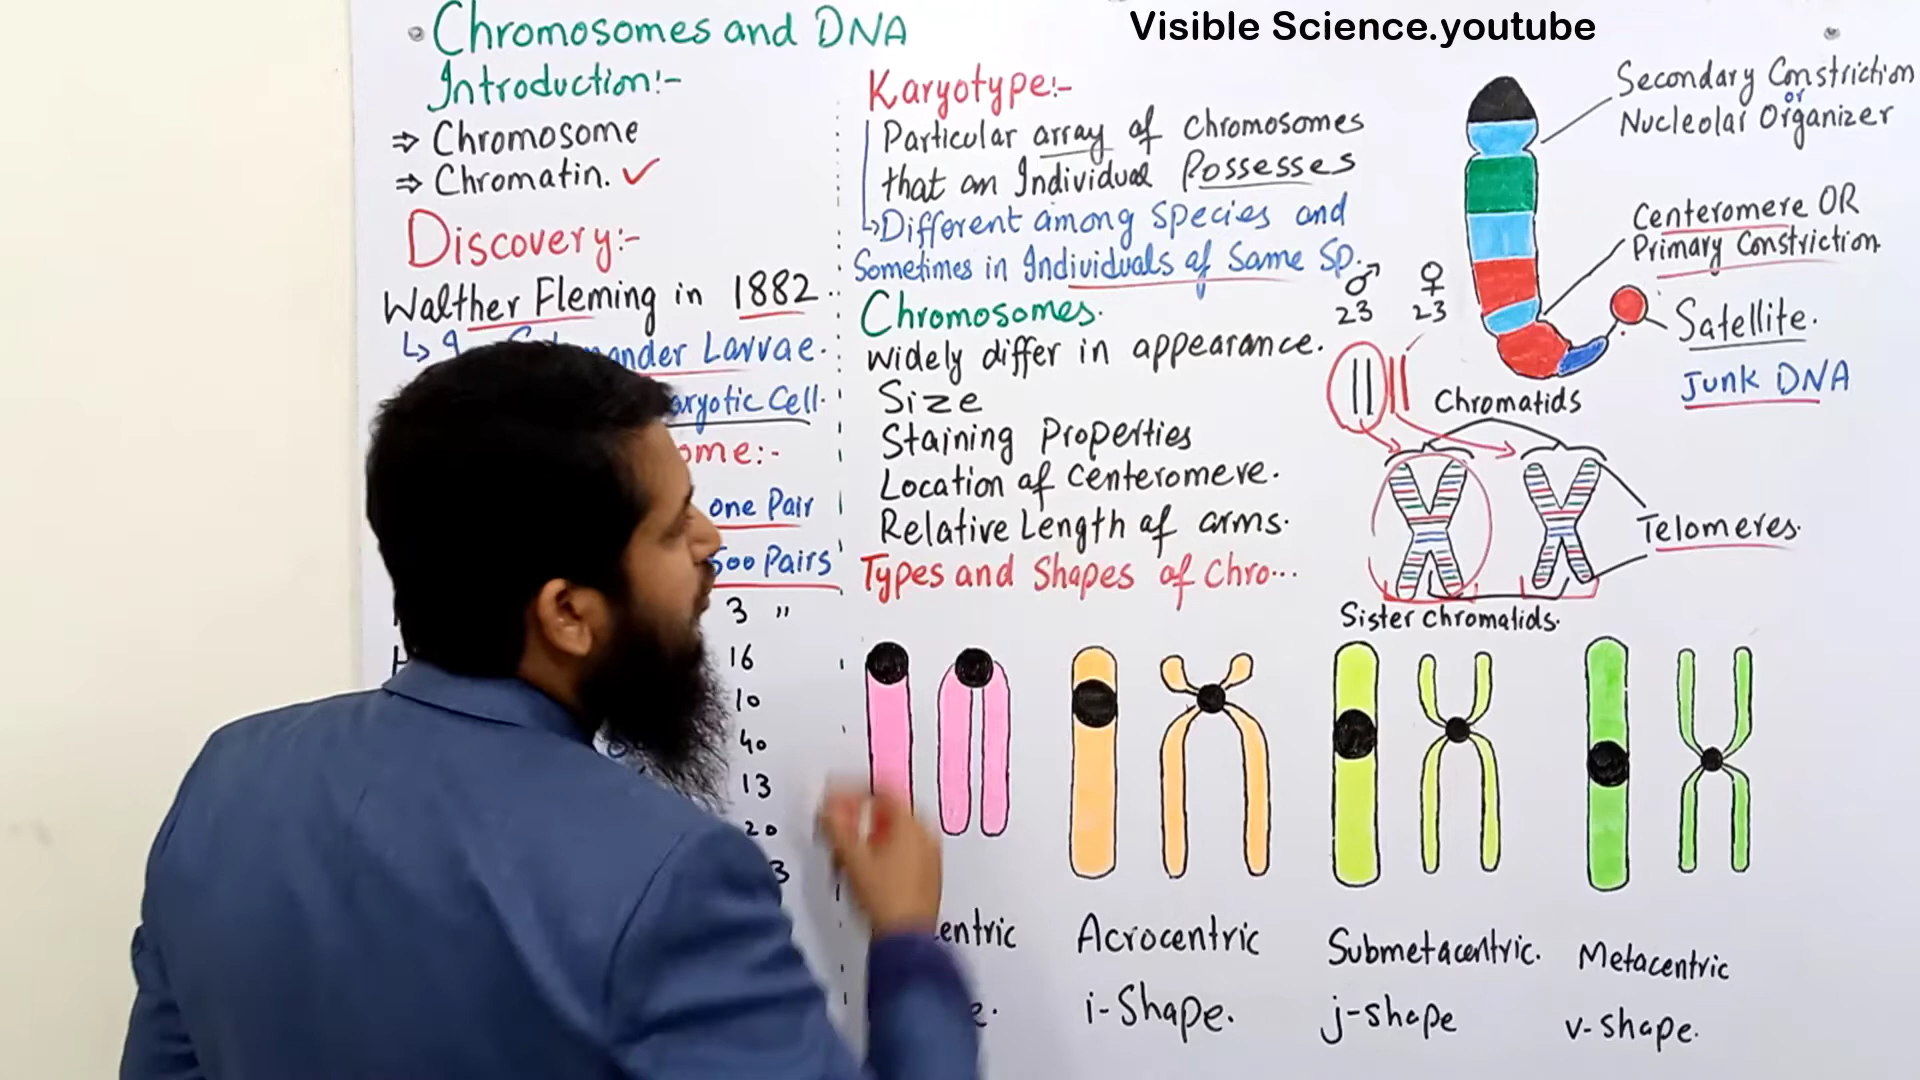 Chromosomes and DNA
Introduction:-
⇒ Chromosome
⇒ Chromatin. ✓
Discovery:-
Walther Fleming in 1882
Larvae.
Cell.
one Pair
500 Pairs
3 "
16
10
40
13
20
Visible Science.youtube
Karyotype:-
Particular array of chromosomes
that an Individual Possesses
Different among species and
Sometimes in Individuals of Same Sp.
Chromosomes.
widely differ in appearance.
Size
Staining Properties
Location of Centeromere.
Relative Length of arms.
Types and Shapes of Chro...
♂ ♀
23 23
Secondary Constriction
or
Nucleolar Organizer
Centeromere OR
Primary Constriction
Satellite.
Junk DNA
Chromatids
Telomeres.
Sister chromatids.
Acrocentric
i-Shape.
Submetacentric.
j-shape
Metacentric
v-shape.